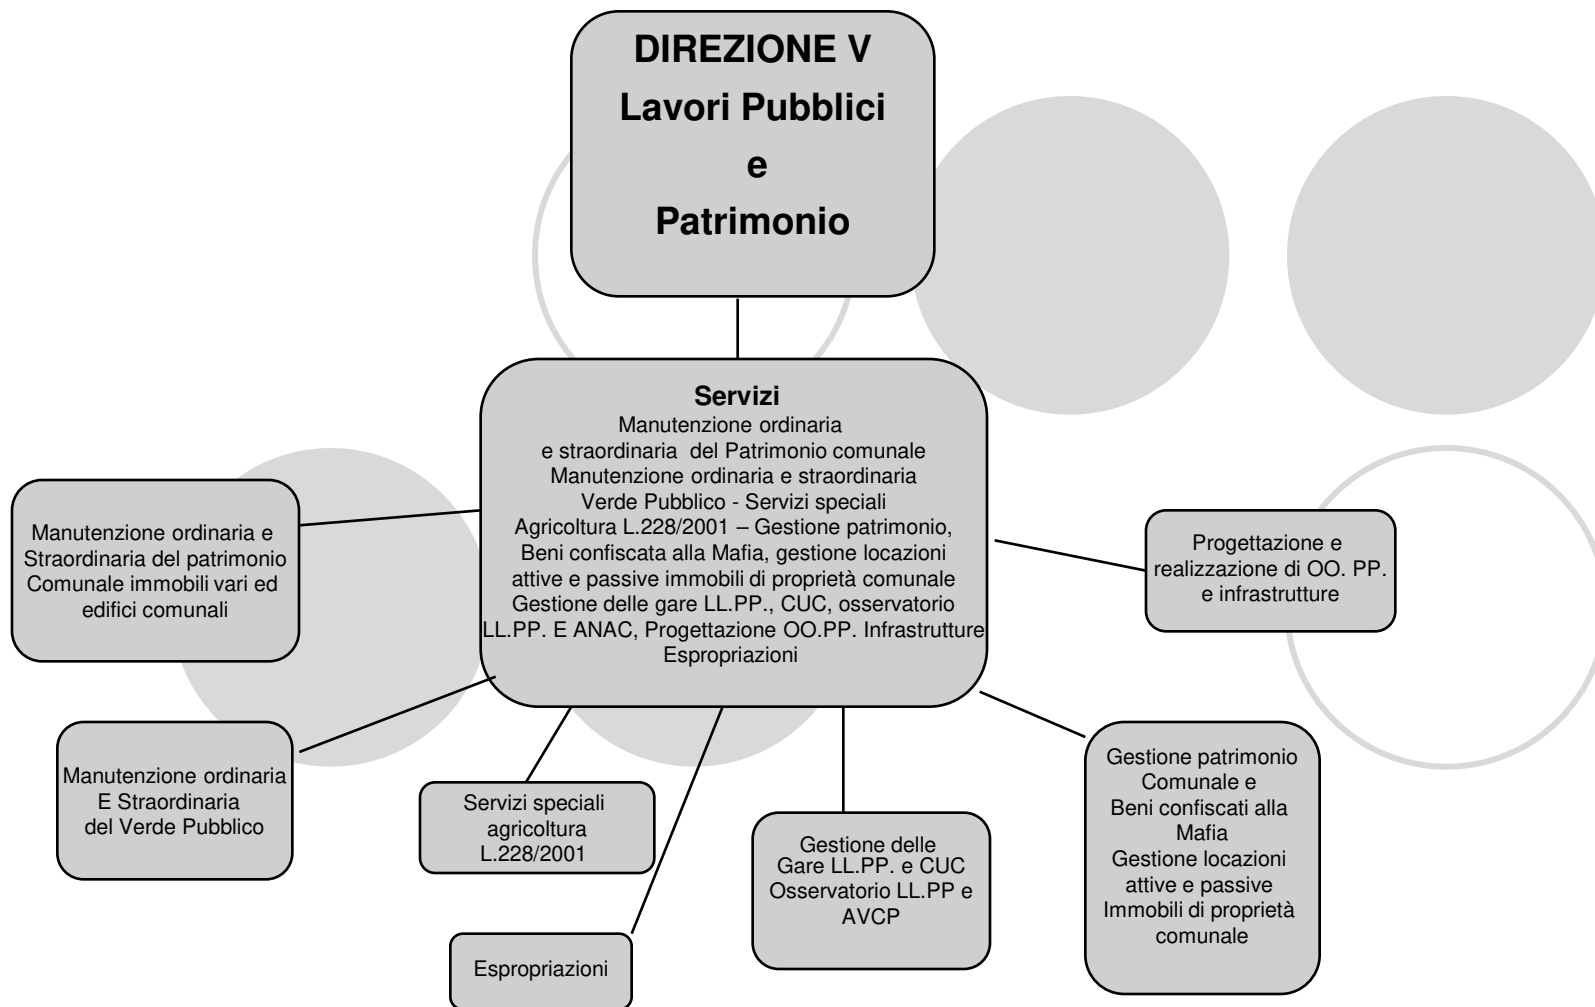 DIREZIONE V
Lavori Pubblici
e
Patrimonio
Servizi
Manutenzione ordinaria
e straordinaria del Patrimonio comunale
Manutenzione ordinaria e straordinaria
Verde Pubblico - Servizi speciali
Agricoltura L.228/2001 – Gestione patrimonio,
Beni confiscata alla Mafia, gestione locazioni
attive e passive immobili di proprietà comunale
Gestione delle gare LL.PP., CUC, osservatorio
LL.PP. E ANAC, Progettazione OO.PP. Infrastrutture
Espropriazioni
Manutenzione ordinaria e
Straordinaria del patrimonio
Comunale immobili vari ed
edifici comunali
Progettazione e
realizzazione di OO. PP.
e infrastrutture
Manutenzione ordinaria
E Straordinaria
del Verde Pubblico
Servizi speciali
agricoltura
L.228/2001
Espropriazioni
Gestione delle
Gare LL.PP. e CUC
Osservatorio LL.PP e
AVCP
Gestione patrimonio
Comunale e
Beni confiscati alla
Mafia
Gestione locazioni
attive e passive
Immobili di proprietà
comunale